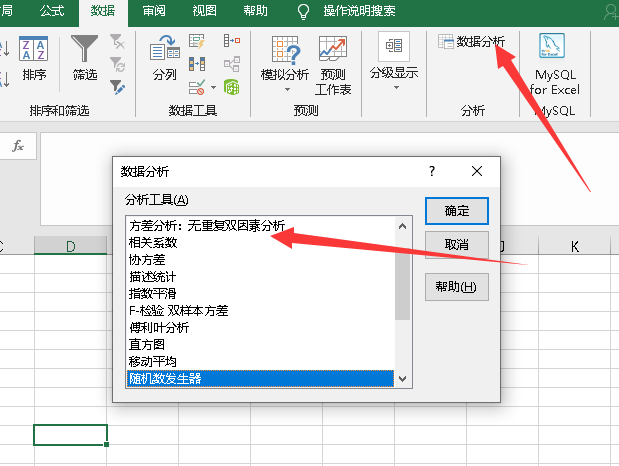 局 公式 数据 审阅 视图 帮助 操作说明搜索
排序 筛选 分列 模拟分析 预测工作表 分级显示 数据分析 MySQL for Excel
排序和筛选 数据工具 预测 分析 MySQL
fx
数据分析 ?
分析工具(A)
方差分析：无重复双因素分析
相关系数
协方差
描述统计
指数平滑
F-检验 双样本方差
傅利叶分析
直方图
移动平均
随机数发生器
确定
取消
帮助(H)
C D J K